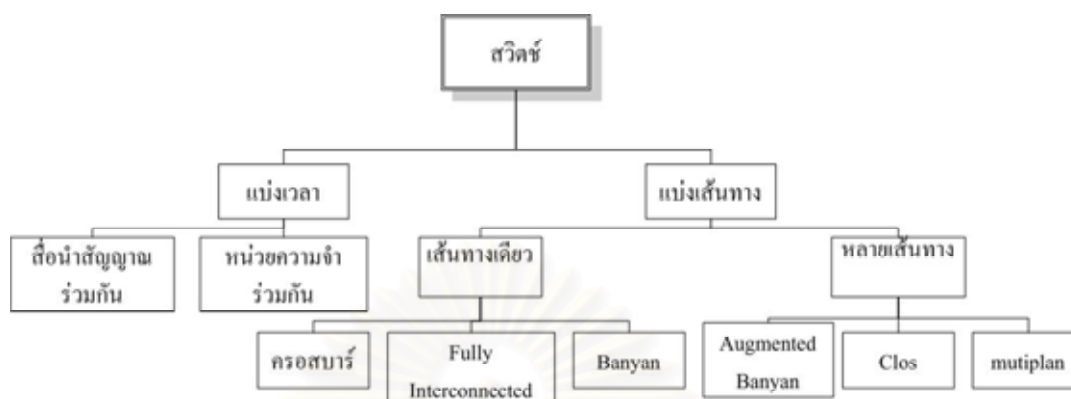 สวิตช์
แบ่งเวลา
แบ่งเส้นทาง
สื่อนำสัญญาณ
ร่วมกัน
หน่วยความจำ
ร่วมกัน
เส้นทางเดียว
หลายเส้นทาง
ครอสบาร์
Fully
Interconnected
Banyan
Augmented
Banyan
Clos
mutiplan